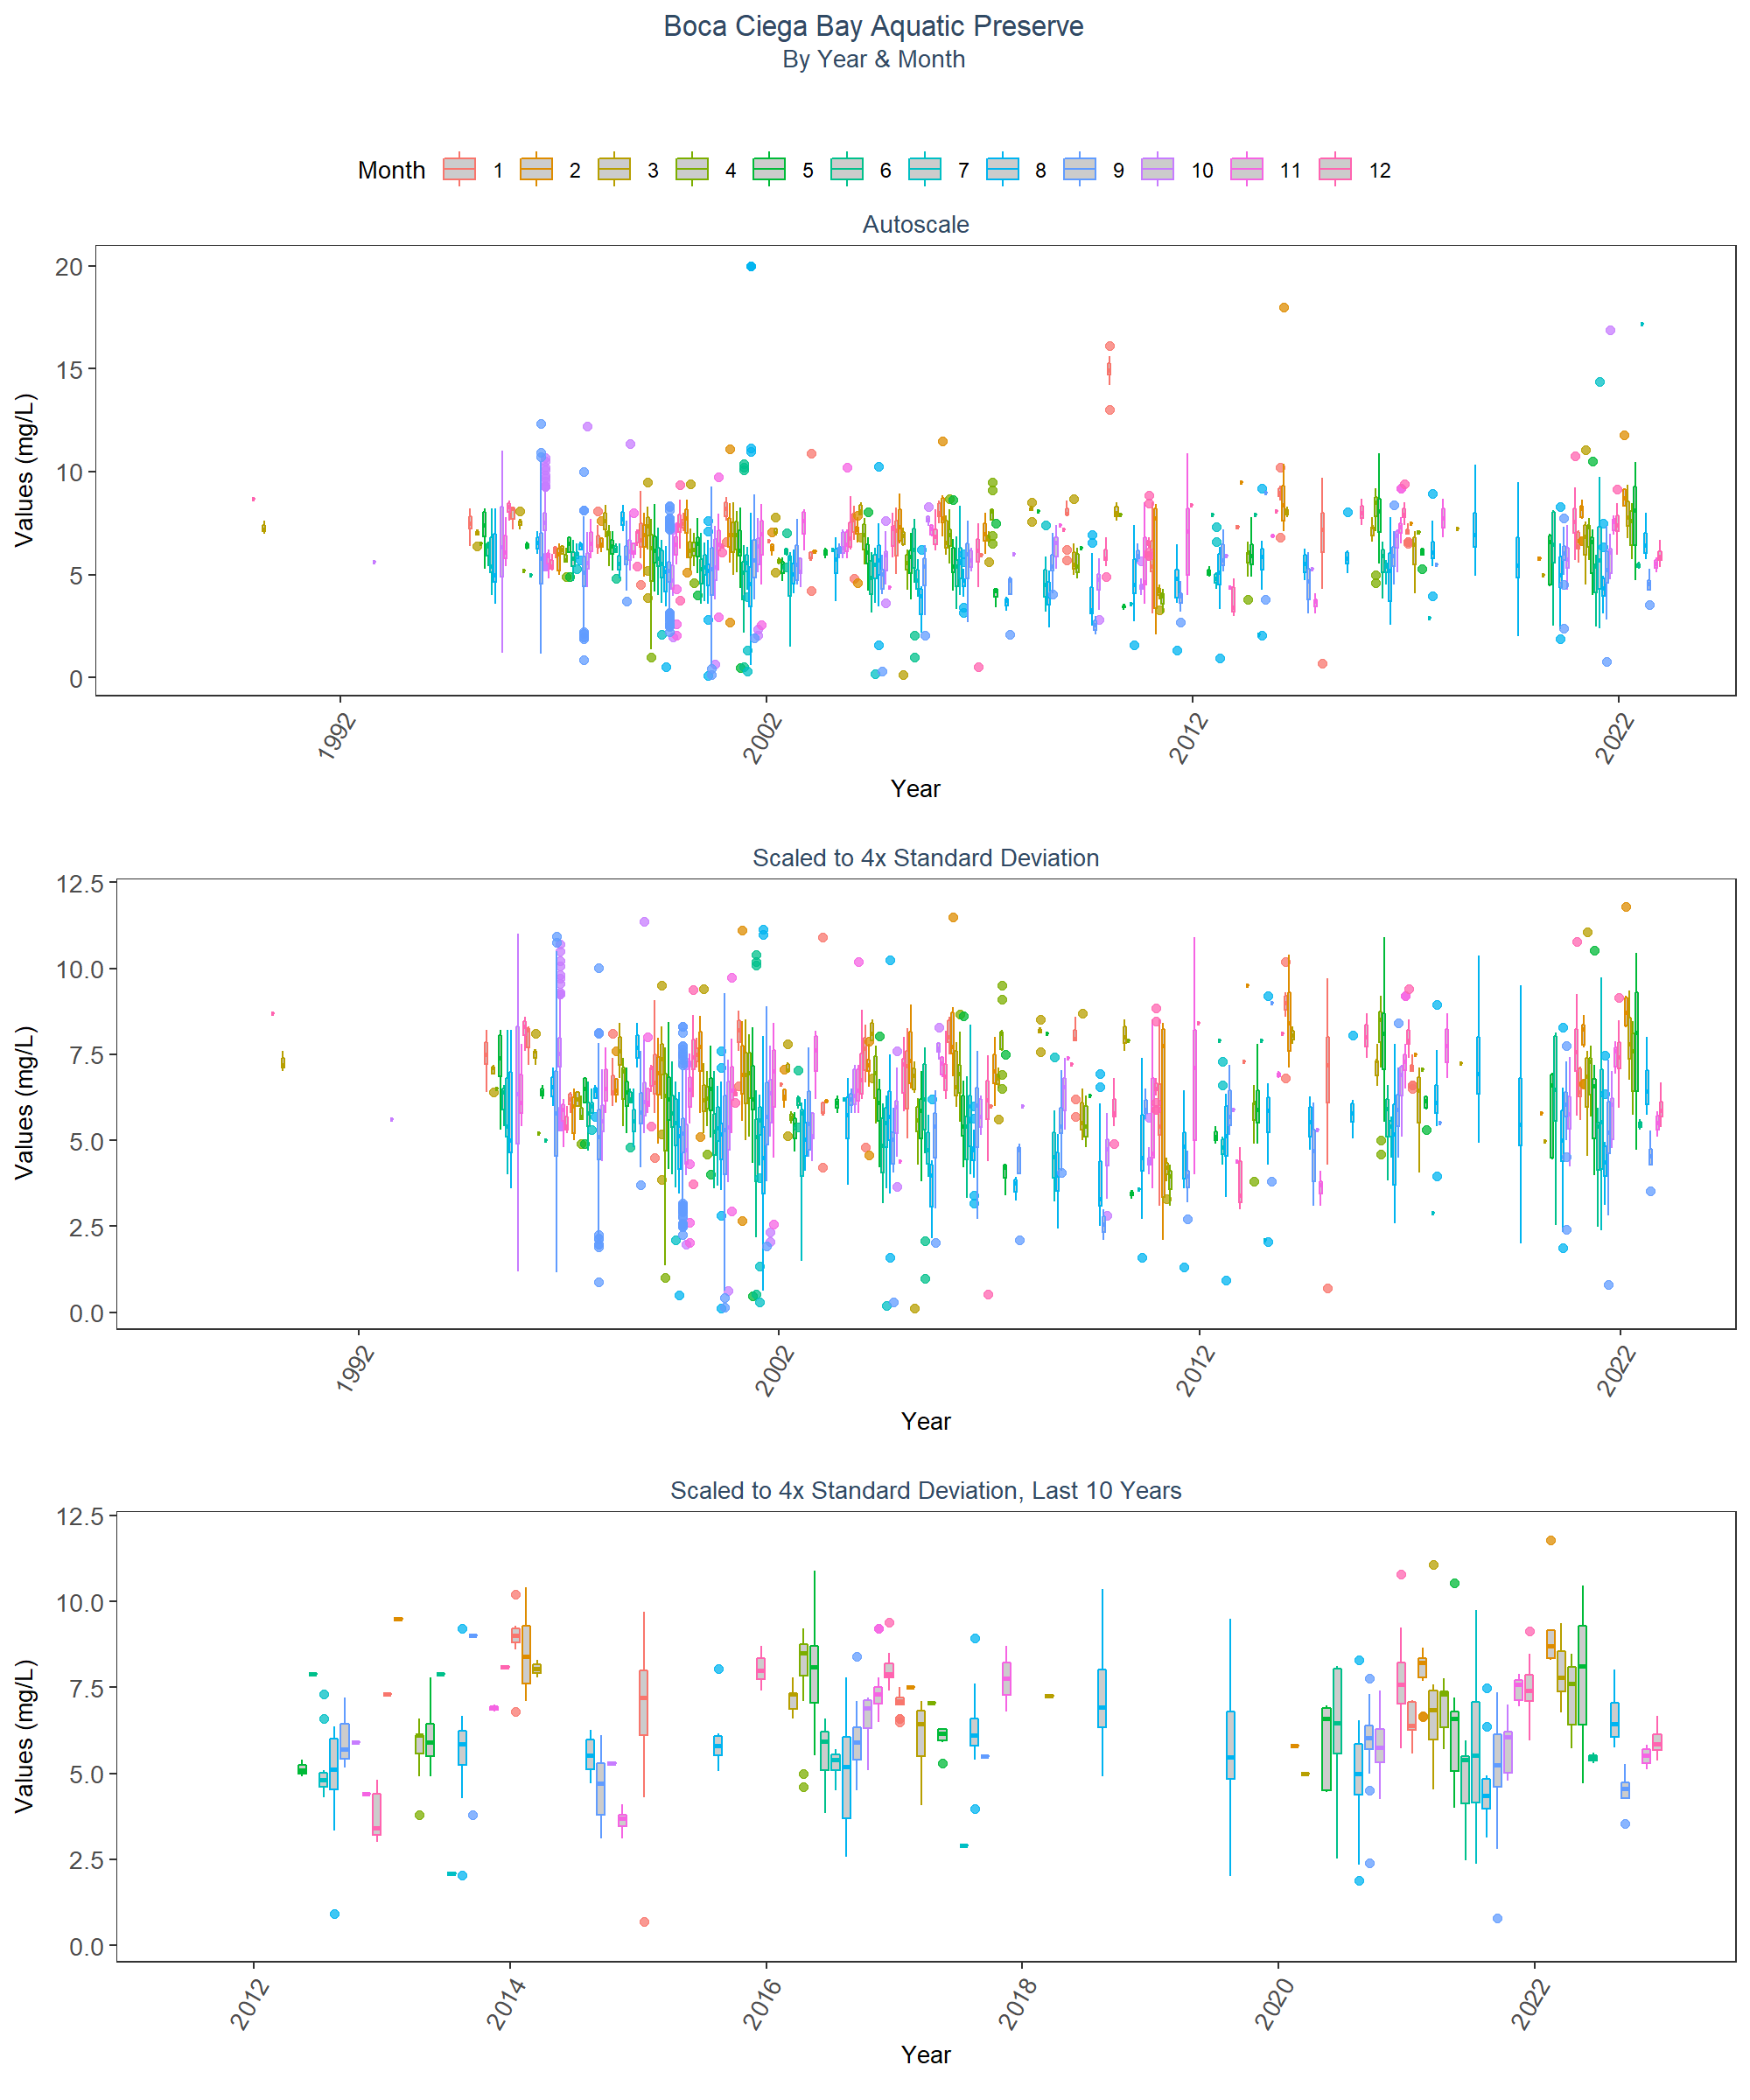 Boca Ciega Bay Aquatic Preserve
By Year & Month
Month 1 2 3 4 5 6 7 8 9 10 11 12
Autoscale
Values (mg/L)
20
15
10
5
0
1992 2002 2012 2022
Year
Scaled to 4x Standard Deviation
Values (mg/L)
12.5
10.0
7.5
5.0
2.5
0.0
1992 2002 2012 2022
Year
Scaled to 4x Standard Deviation, Last 10 Years
Values (mg/L)
12.5
10.0
7.5
5.0
2.5
0.0
2012 2014 2016 2018 2020 2022
Year